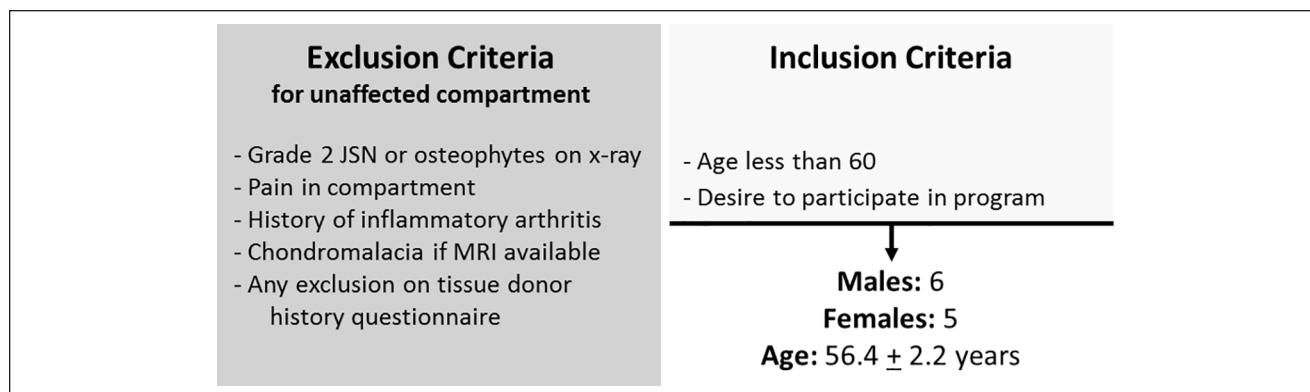 Exclusion Criteria
for unaffected compartment
- Grade 2 JSN or osteophytes on x-ray
- Pain in compartment
- History of inflammatory arthritis
- Chondromalacia if MRI available
- Any exclusion on tissue donor
history questionnaire
Inclusion Criteria
- Age less than 60
- Desire to participate in program
Males: 6
Females: 5
Age: 56.4 ± 2.2 years